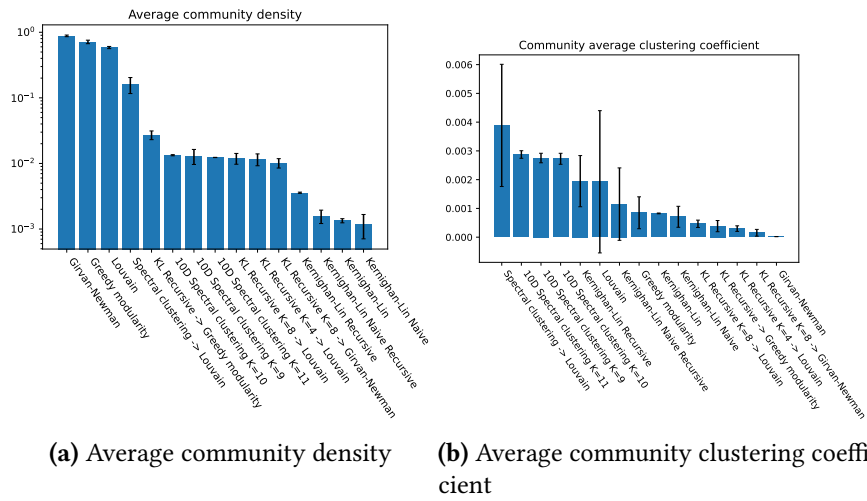 Average community density
10⁰
10⁻¹
10⁻²
10⁻³
Girvan-Newman
Greedy modularity
Louvain
Spectral clustering -> Louvain
KL Recursive -> Greedy modularity
10D Spectral clustering K=10
10D Spectral clustering K=9
10D Spectral clustering K=11
KL Recursive K=8 -> Louvain
KL Recursive K=4 -> Louvain
KL Recursive K=8 -> Girvan-Newman
Kernighan-Lin Recursive
Kernighan-Lin Naive Recursive
Kernighan-Lin
Kernighan-Lin Naive
(a) Average community density
Community average clustering coefficient
0.006
0.005
0.004
0.003
0.002
0.001
0.000
Spectral clustering -> Louvain
10D Spectral clustering K=11
10D Spectral clustering K=9
10D Spectral clustering K=10
Kernighan-Lin Recursive
Louvain
Kernighan-Lin Naive Recursive
Greedy modularity
Kernighan-Lin
Kernighan-Lin Naive
KL Recursive K=8 -> Louvain
KL Recursive -> Greedy modularity
KL Recursive K=4 -> Louvain
KL Recursive K=8 -> Girvan-Newman
Girvan-Newman
(b) Average community clustering coeffi
cient